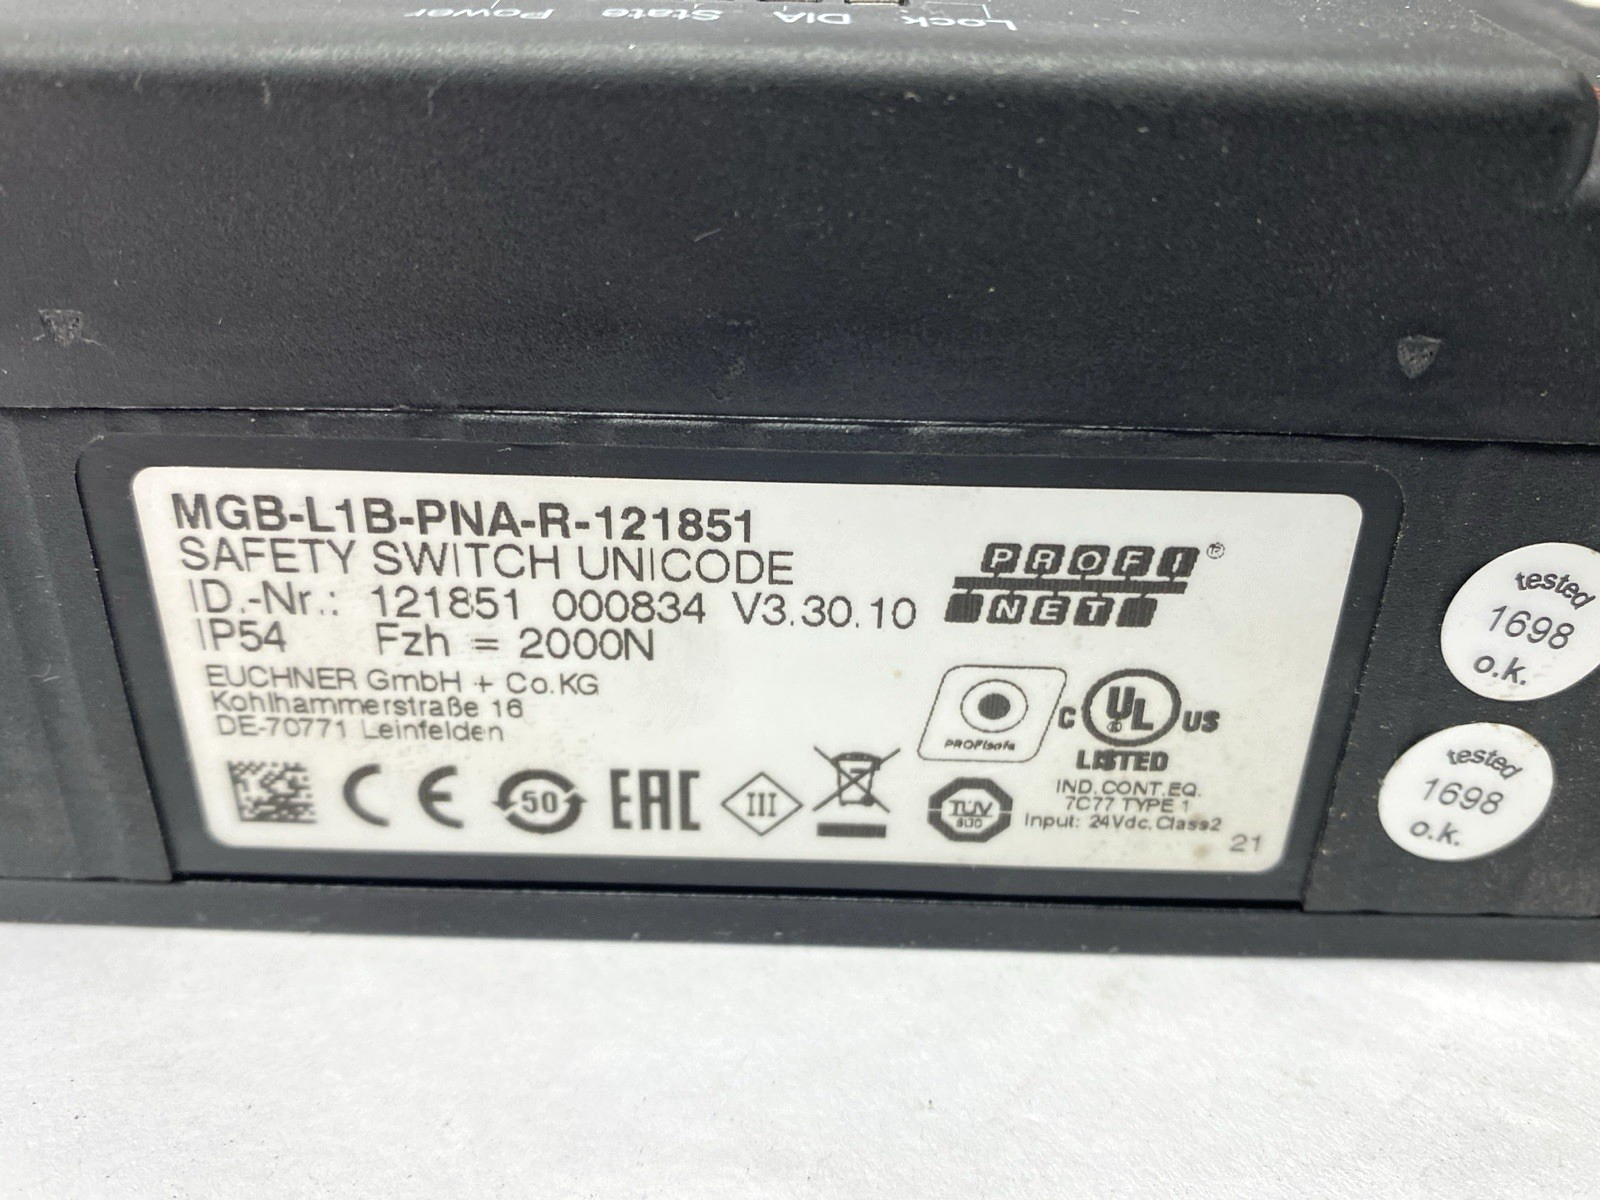 Lock DIA State Power
MGB-L1B-PNA-R-121851
SAFETY SWITCH UNICODE
ID.-Nr.: 121851 000834 V3.30.10
IP54 Fzh = 2000N
EUCHNER GmbH + Co.KG
Kohlhammerstraße 16
DE-70771 Leinfelden
PROFI®
NET
PROFIsafe
C UL US
LISTED
IND.CONT.EQ.
7C77 TYPE 1
Input: 24Vdc, Class2
CE 50 EAC III
TÜV
SÜD
21
tested
1698
o.k.
tested
1698
o.k.